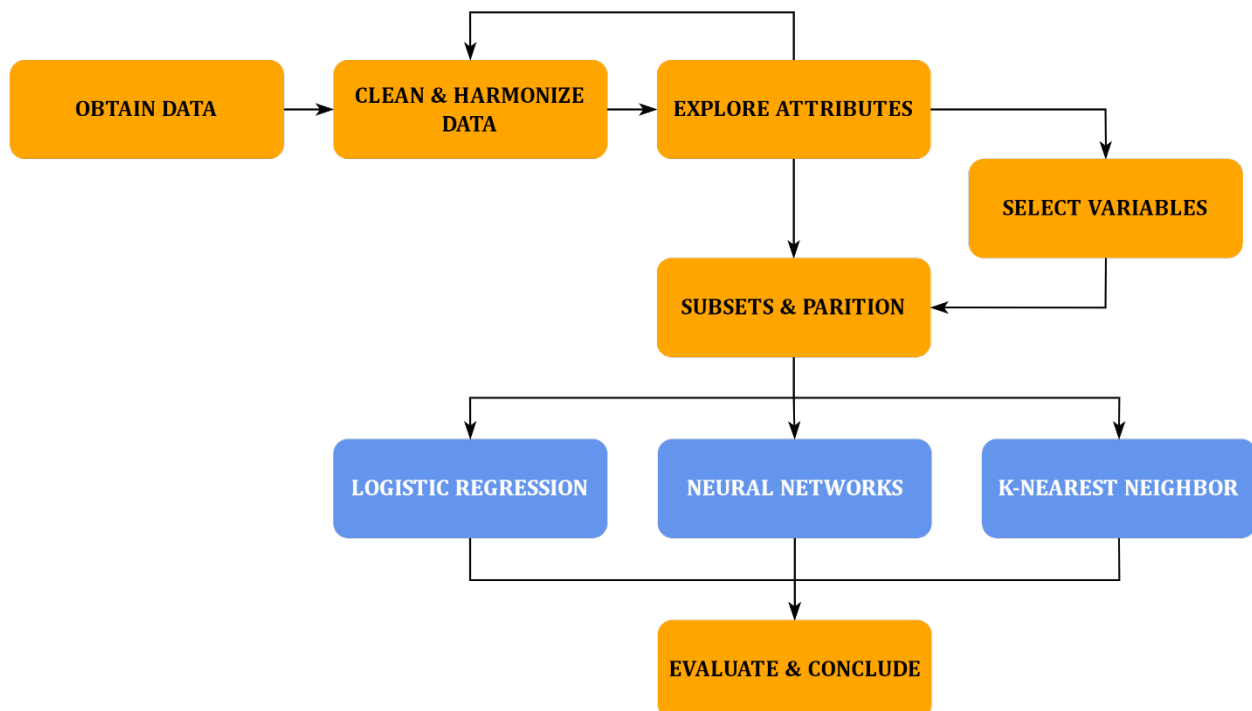 OBTAIN DATA
CLEAN & HARMONIZE
DATA
EXPLORE ATTRIBUTES
SELECT VARIABLES
SUBSETS & PARITION
LOGISTIC REGRESSION
NEURAL NETWORKS
K-NEAREST NEIGHBOR
EVALUATE & CONCLUDE